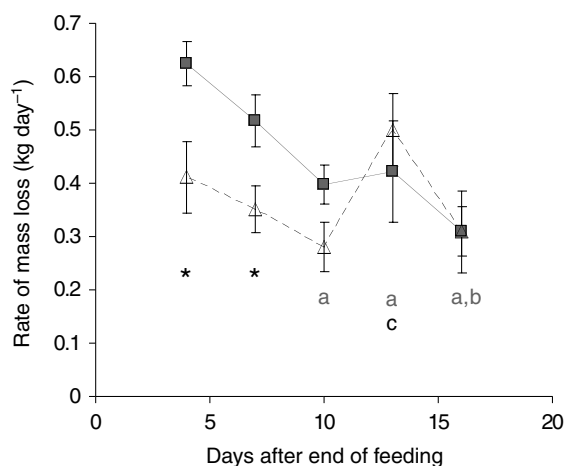 0.7
0.6
0.5
0.4
0.3
0.2
0.1
0
Rate of mass loss (kg day⁻¹)
* * a a a,b
c
0 5 10 15 20
Days after end of feeding